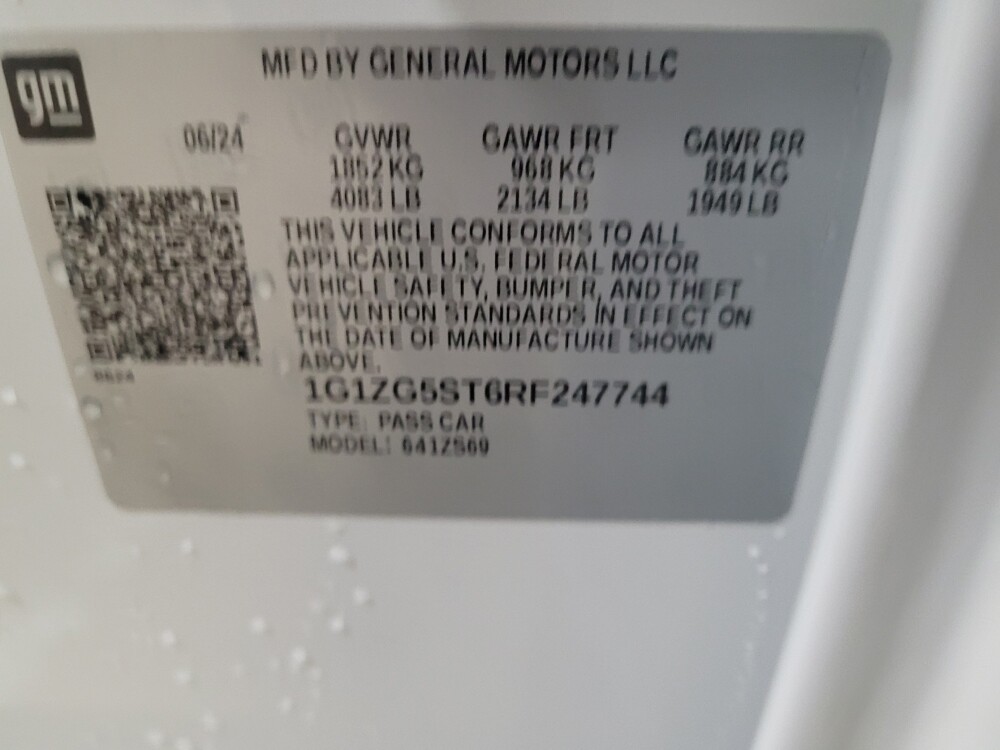 gm
MFD BY GENERAL MOTORS LLC
06/24 GVWR GAWR FRT GAWR RR
1852 KG 968 KG 884 KG
4083 LB 2134 LB 1949 LB
THIS VEHICLE CONFORMS TO ALL
APPLICABLE U.S. FEDERAL MOTOR
VEHICLE SAFETY, BUMPER, AND THEFT
PREVENTION STANDARDS IN EFFECT ON
THE DATE OF MANUFACTURE SHOWN
ABOVE.
1G1ZG5ST6RF247744
TYPE: PASS CAR
MODEL: 641ZS69